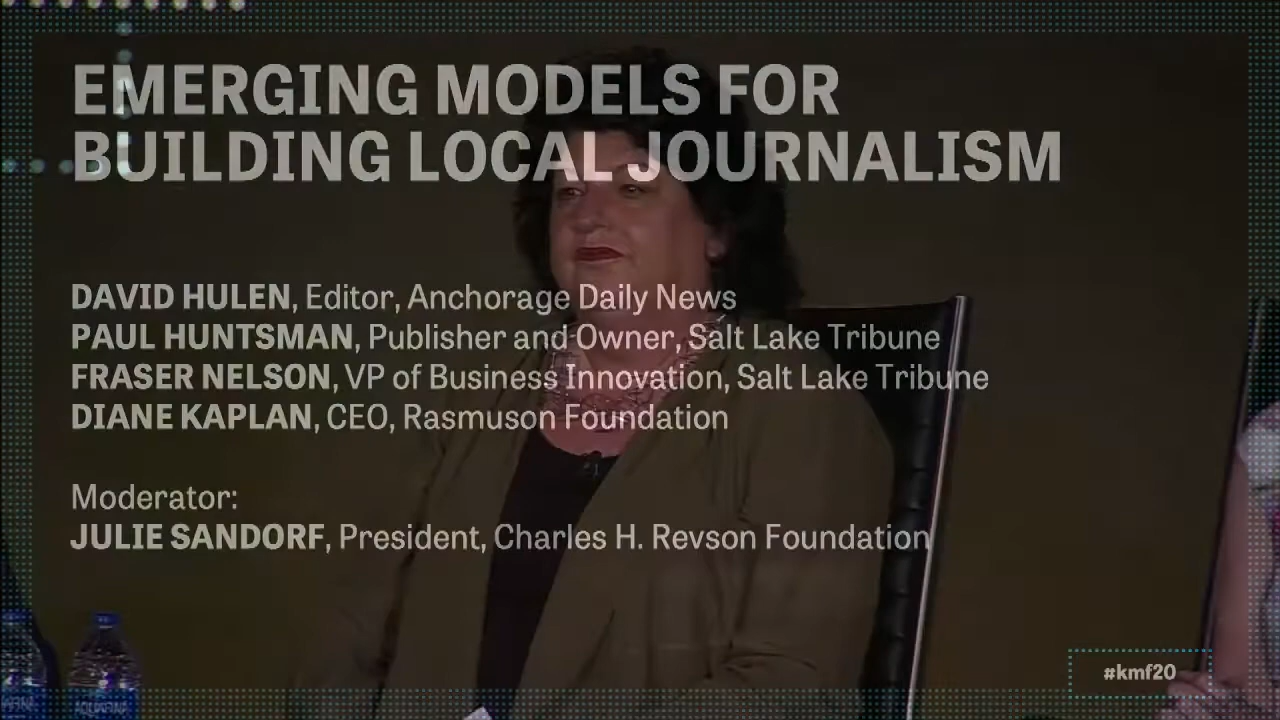 EMERGING MODELS FOR
BUILDING LOCAL JOURNALISM
DAVID HULEN, Editor, Anchorage Daily News
PAUL HUNTSMAN, Publisher and Owner, Salt Lake Tribune
FRASER NELSON, VP of Business Innovation, Salt Lake Tribune
DIANE KAPLAN, CEO, Rasmuson Foundation
Moderator:
JULIE SANDORF, President, Charles H. Revson Foundation
#kmf20
AQUAFINA